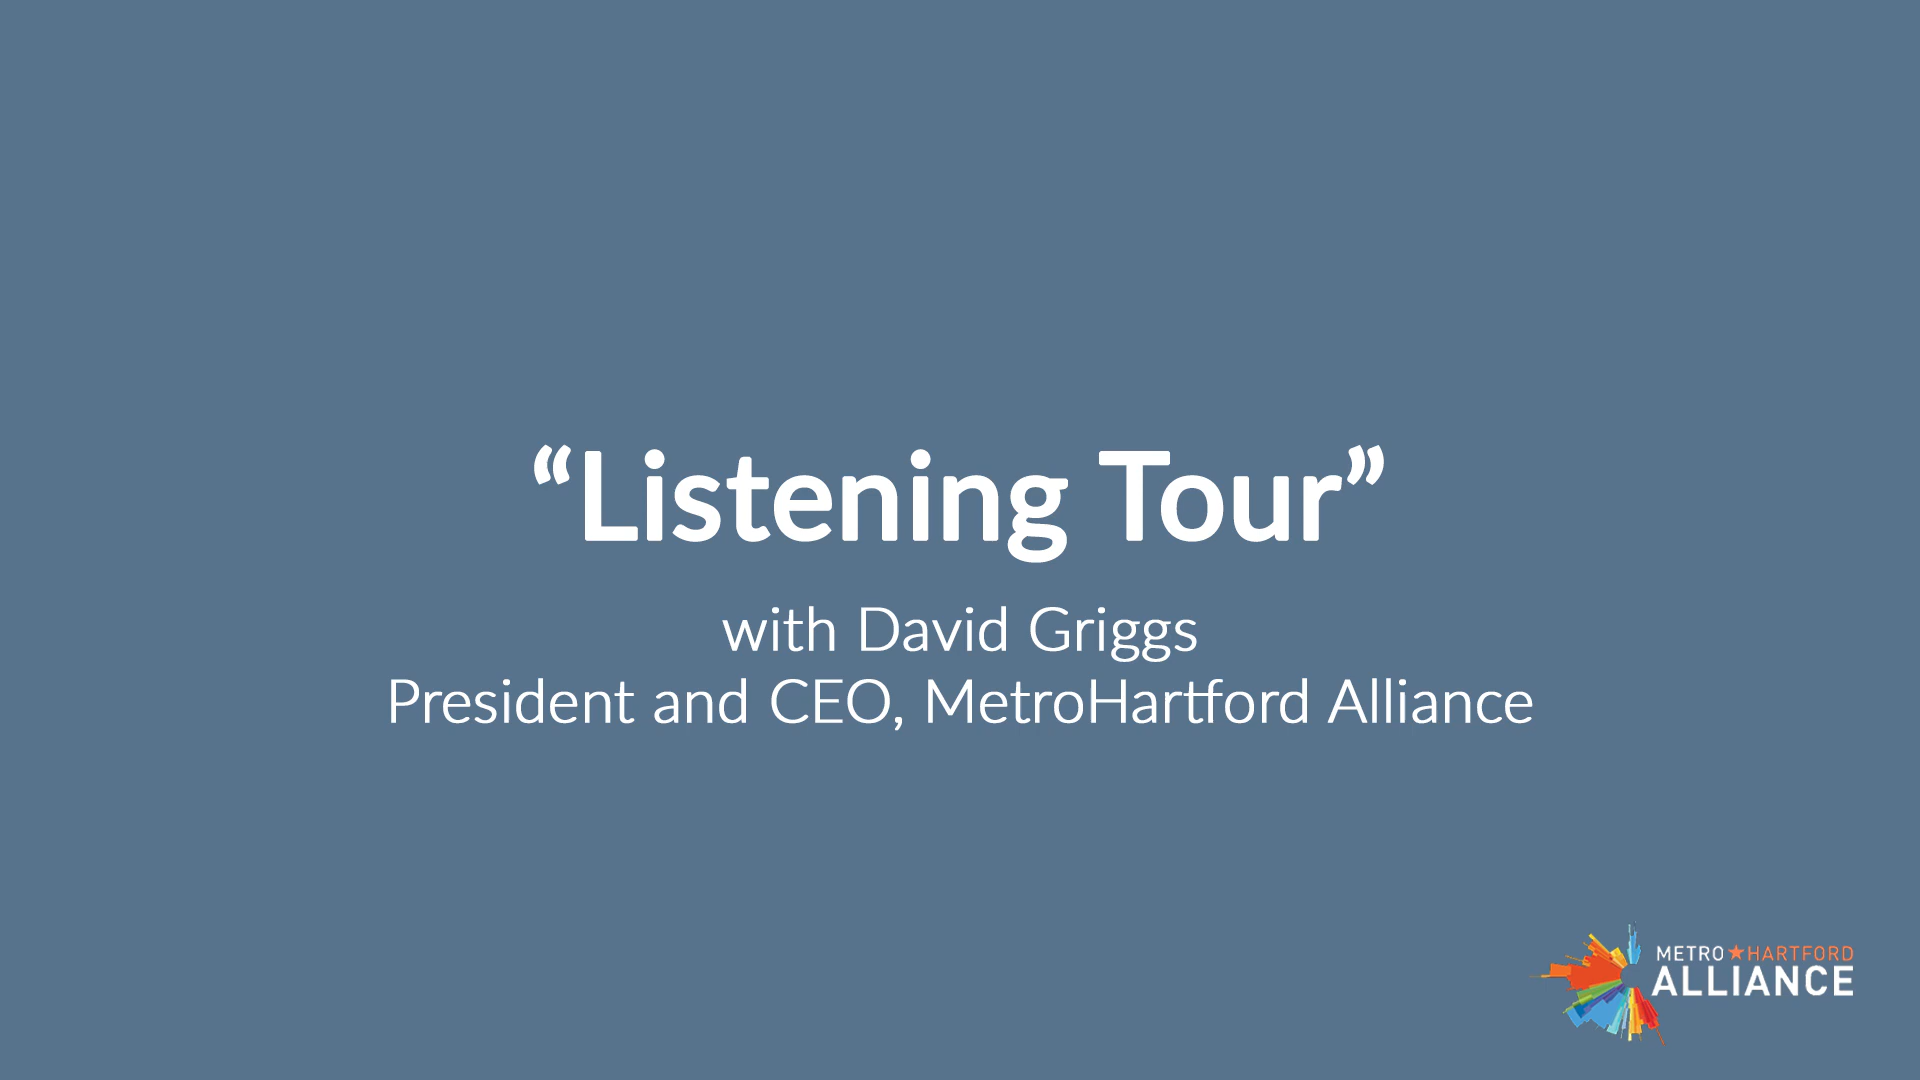 “Listening Tour”
with David Griggs
President and CEO, MetroHartford Alliance
METRO★HARTFORD
ALLIANCE